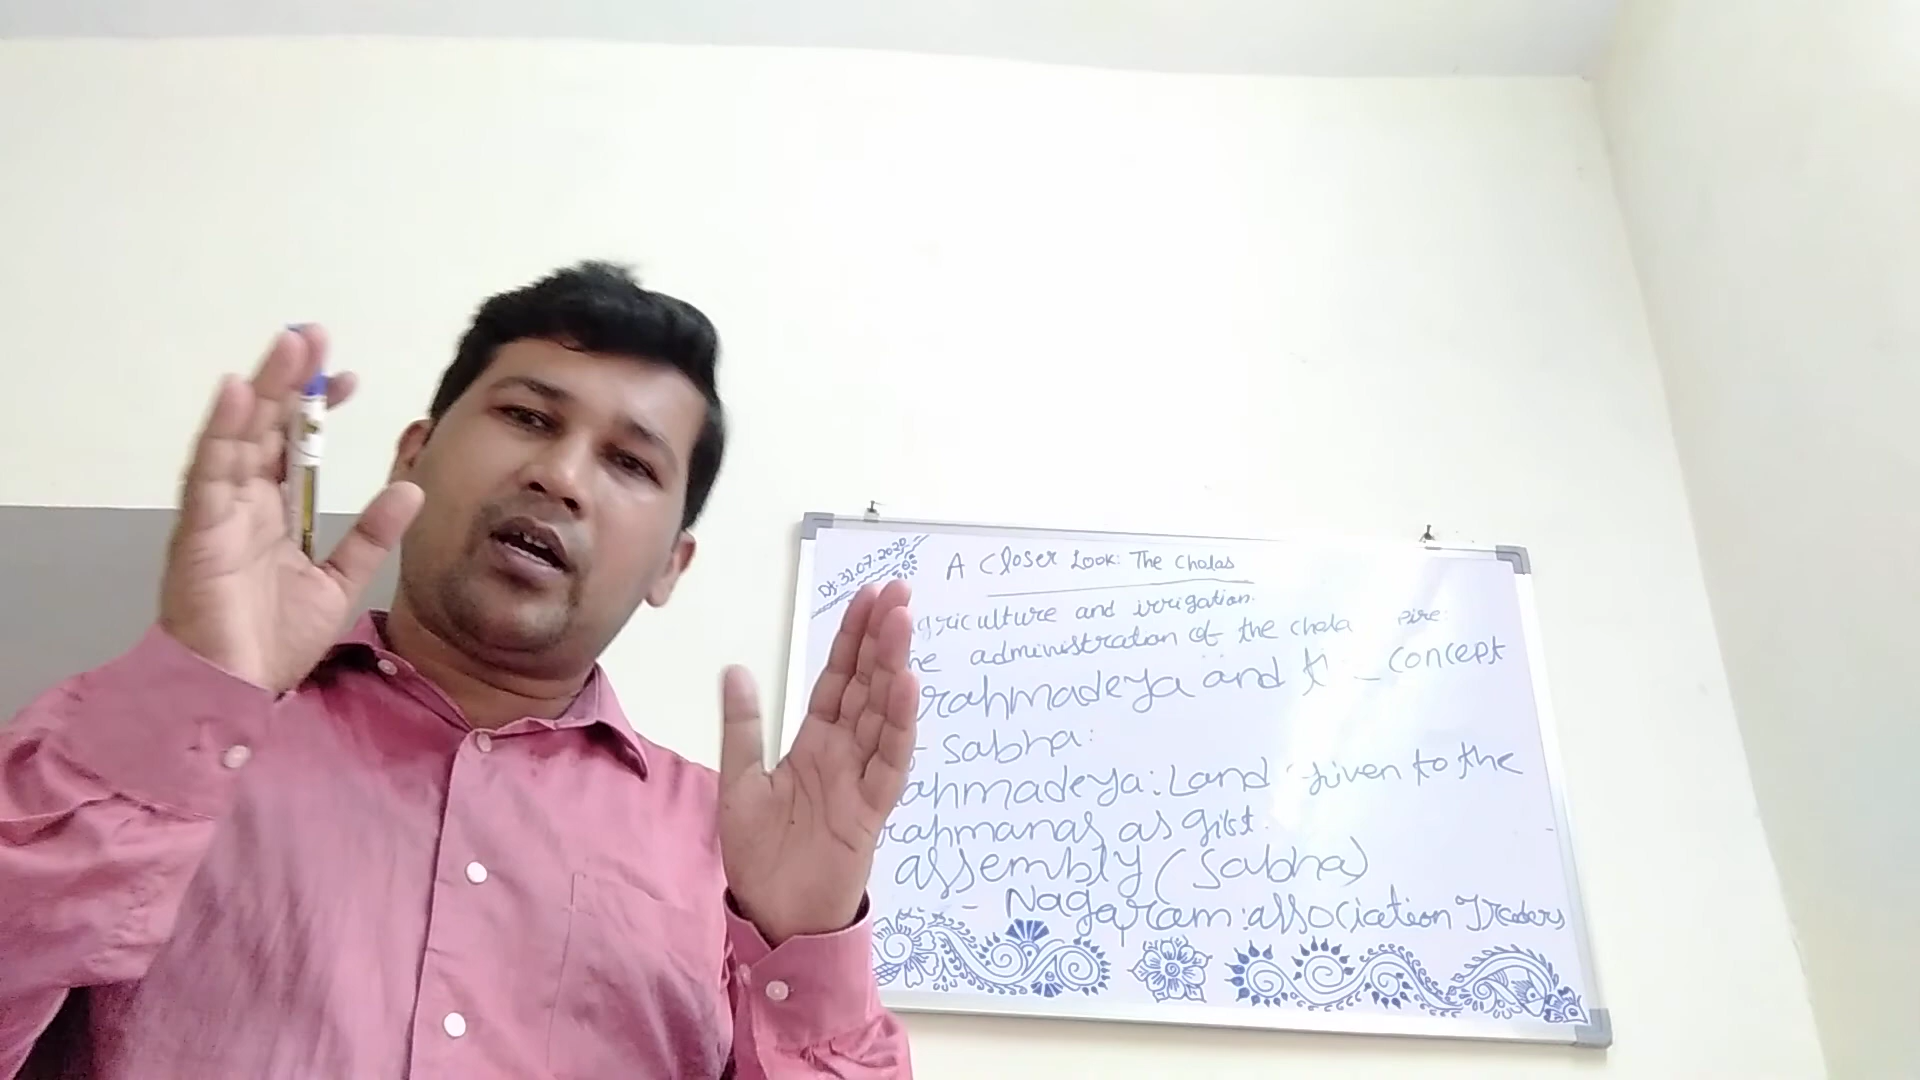 Dt:31.07.2020
A Closer Look: The Cholas
agriculture and irrigation.
he administration of the chola pire:
rahmadeya and concept
Sabha:
ahmadeya: Land given to the
rahmanas as gift.
assembly (Sabha)
- Nagaram: association Traders